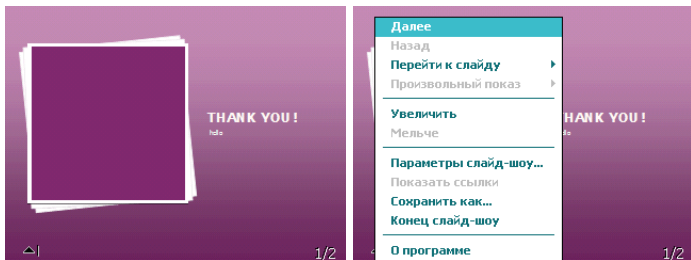 THANK YOU!
1/2
Далее
Назад
Перейти к слайду
Произвольный показ
Увеличить
Мельче
Параметры слайд-шоу...
Показать ссылки
Сохранить как...
Конец слайд-шоу
О программе
HANK YOU!
1/2